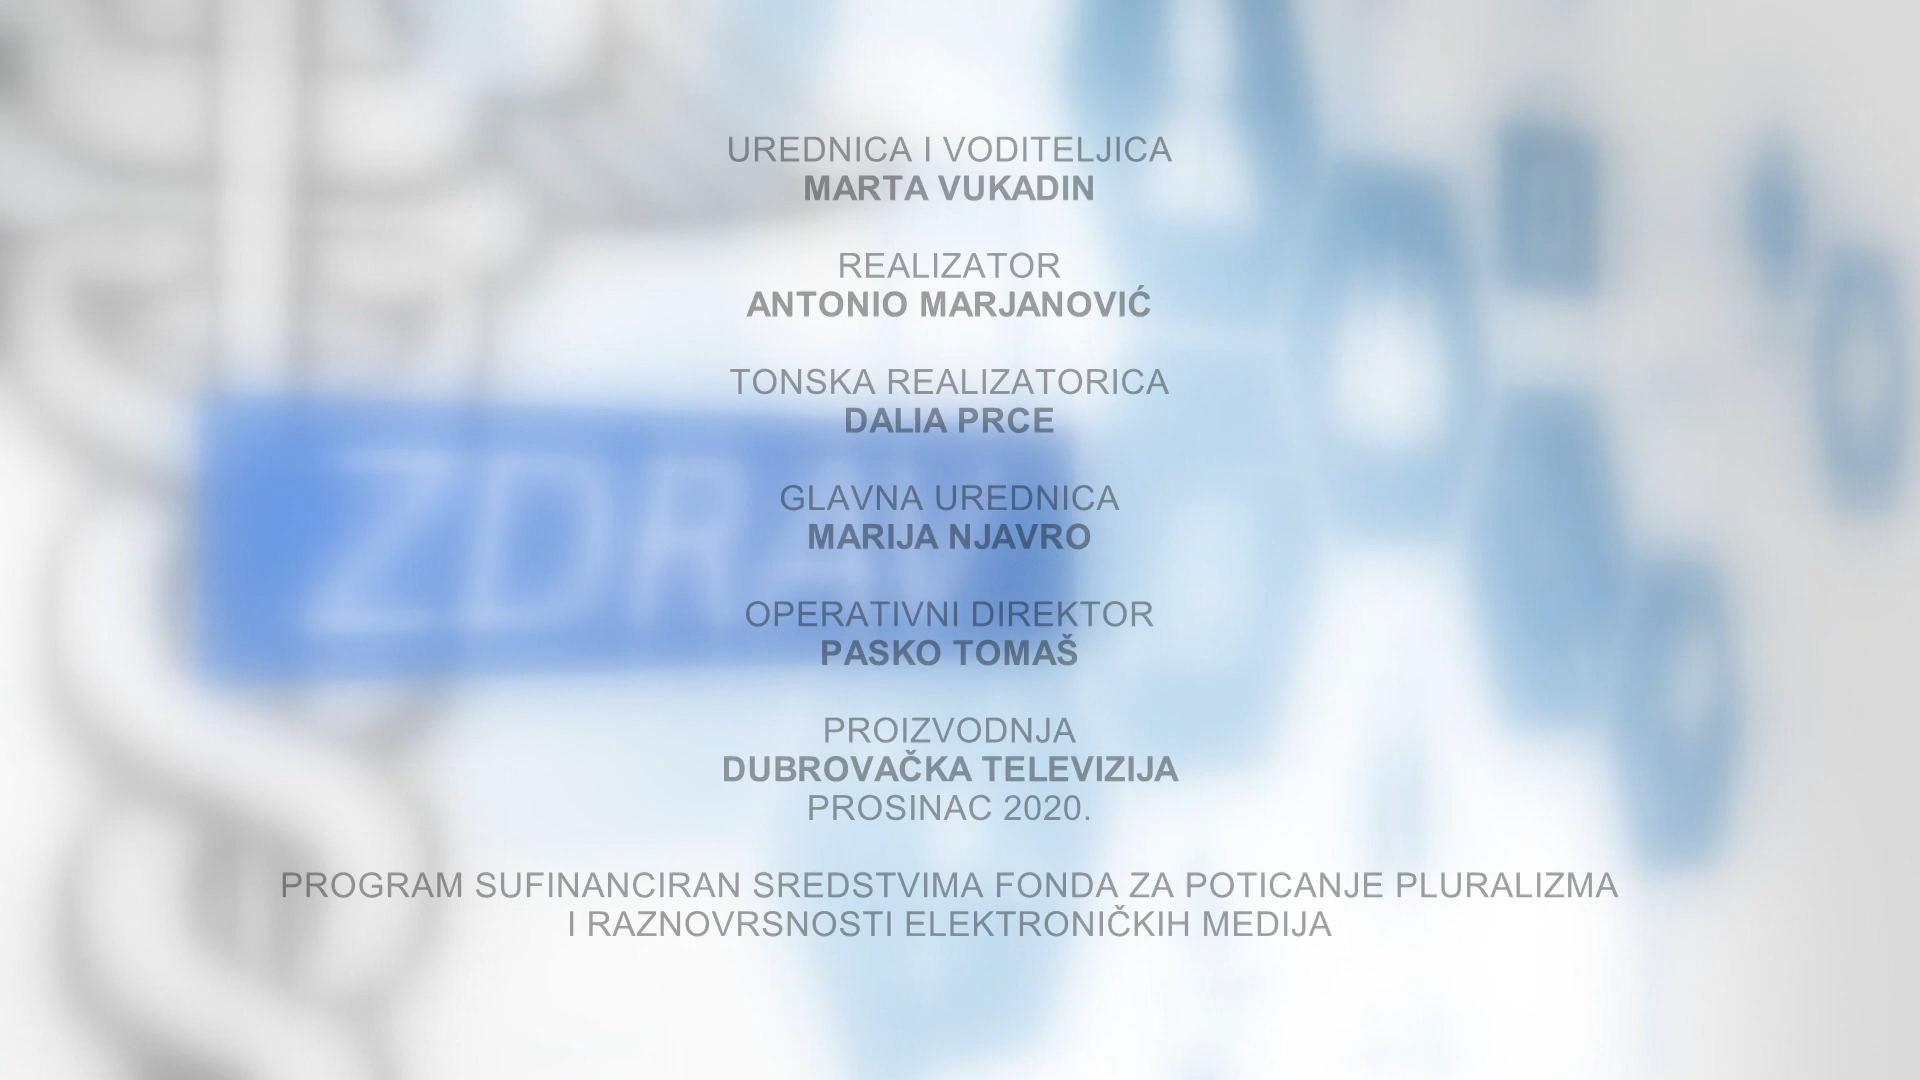 UREDNICA I VODITELJICA
MARTA VUKADIN
REALIZATOR
ANTONIO MARJANOVIĆ
TONSKA REALIZATORICA
DALIA PRCE
GLAVNA UREDNICA
MARIJA NJAVRO
OPERATIVNI DIREKTOR
PASKO TOMAŠ
PROIZVODNJA
DUBROVAČKA TELEVIZIJA
PROSINAC 2020.
PROGRAM SUFINANCIRAN SREDSTVIMA FONDA ZA POTICANJE PLURALIZMA
I RAZNOVRSNOSTI ELEKTRONIČKIH MEDIJA
ZDRAV